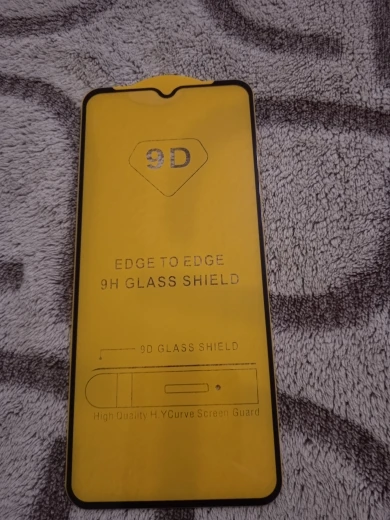 9D
EDGE TO EDGE
9H GLASS SHIELD
9D GLASS SHIELD
High Quality H YCurve Screen Guard